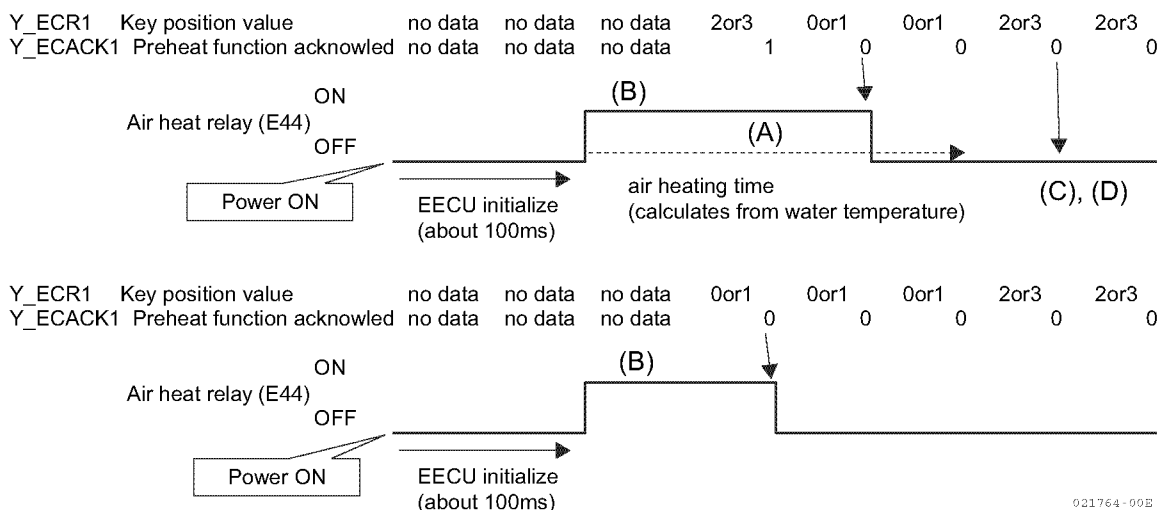 Y_ECR1 Key position value no data no data no data 2or3 0or1 0or1 2or3 2or3
Y_ECACK1 Preheat function acknowled no data no data no data 1 0 0 0 0
ON
(B)
Air heat relay (E44)
(A)
OFF
Power ON
EECU initialize
(about 100ms)
air heating time
(calculates from water temperature)
(C), (D)
Y_ECR1 Key position value no data no data no data 0or1 0or1 0or1 2or3 2or3
Y_ECACK1 Preheat function acknowled no data no data no data 0 0 0 0 0
ON
(B)
Air heat relay (E44)
OFF
Power ON
EECU initialize
(about 100ms)
021764-00E